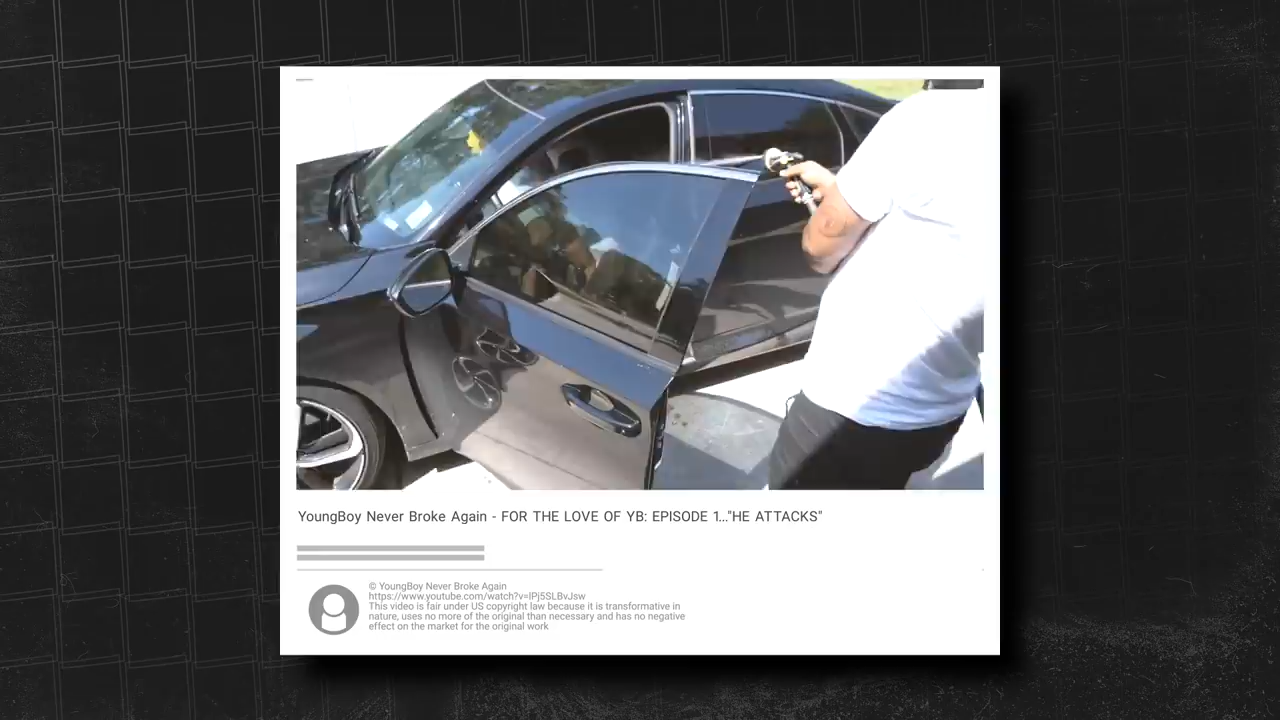 YoungBoy Never Broke Again - FOR THE LOVE OF YB: EPISODE 1..."HE ATTACKS"
© YoungBoy Never Broke Again
https://www.youtube.com/watch?v=lPj5SLBvJsw
This video is fair under US copyright law because it is transformative in
nature, uses no more of the original than necessary and has no negative
effect on the market for the original work